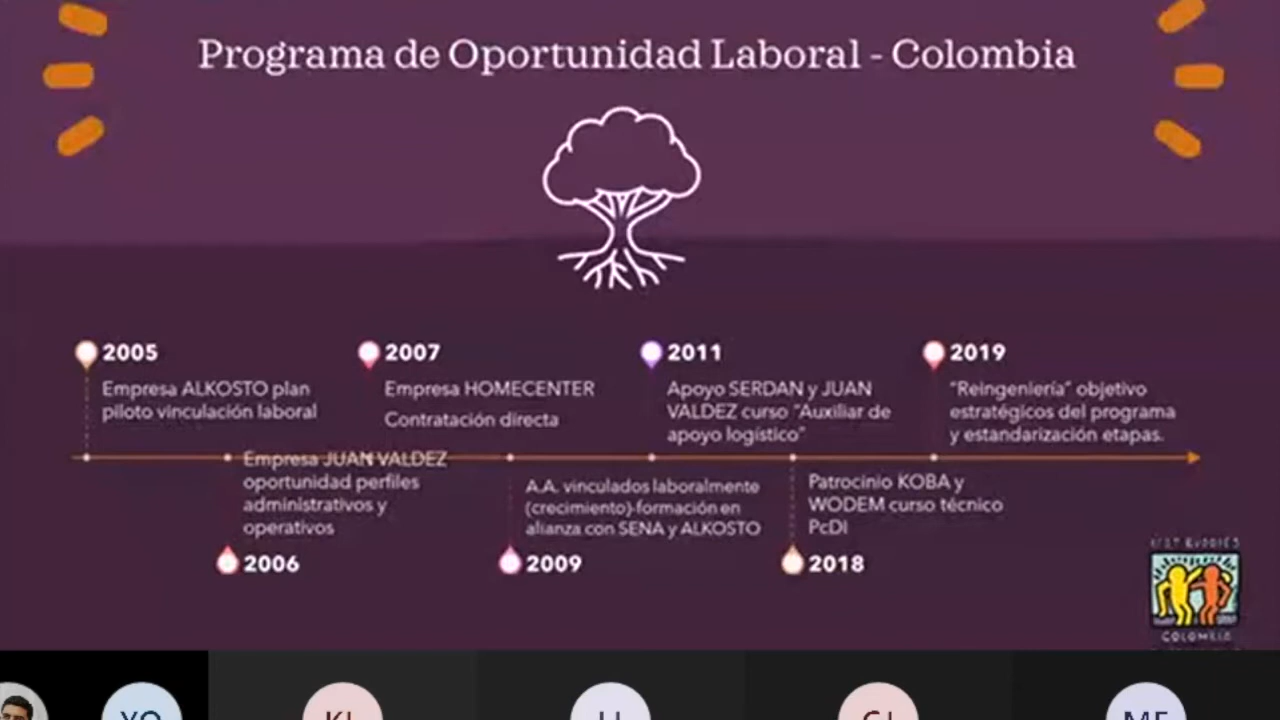 Programa de Oportunidad Laboral - Colombia
2005
Empresa ALKOSTO plan
piloto vinculación laboral
Empresa JUAN VALDEZ
oportunidad perfiles
administrativos y
operativos
2006
2007
Empresa HOMECENTER
Contratación directa
A.A. vinculados laboralmente
(crecimiento) formación en
alianza con SENA y ALKOSTO
2009
2011
Apoyo SERDAN y JUAN
VALDEZ curso "Auxiliar de
apoyo logístico"
Patrocinio KOBA y
WODEM curso técnico
PcDI
2018
2019
"Reingeniería" objetivo
estratégicos del programa
y estandarización etapas.
BEST BUDDIES
COLOMBIA